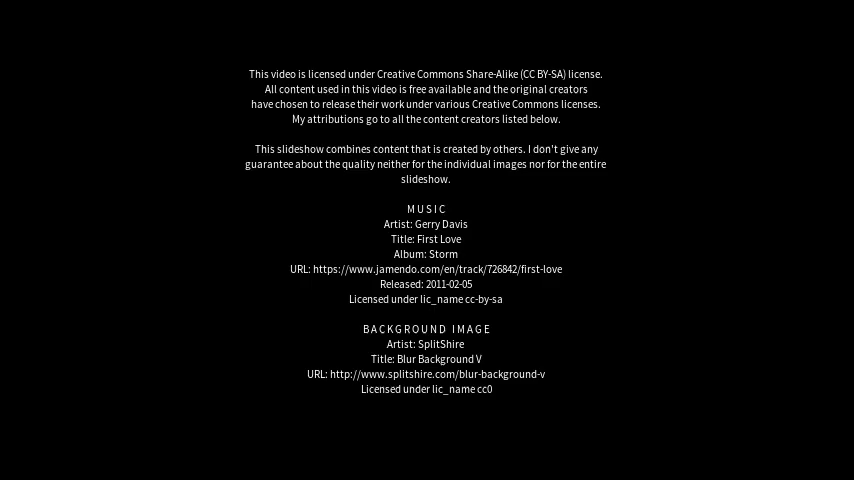 This video is licensed under Creative Commons Share-Alike (CC BY-SA) license.
All content used in this video is free available and the original creators
have chosen to release their work under various Creative Commons licenses.
My attributions go to all the content creators listed below.
This slideshow combines content that is created by others. I don't give any
guarantee about the quality neither for the individual images nor for the entire
slideshow.
MUSIC
Artist: Gerry Davis
Title: First Love
Album: Storm
URL: https://www.jamendo.com/en/track/726842/first-love
Released: 2011-02-05
Licensed under lic_name cc-by-sa
BACKGROUND IMAGE
Artist: SplitShire
Title: Blur Background V
URL: http://www.splitshire.com/blur-background-v
Licensed under lic_name cc0